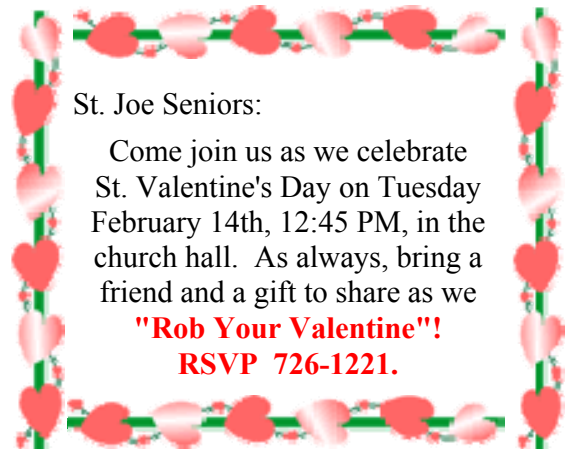 St. Joe Seniors:
Come join us as we celebrate
St. Valentine's Day on Tuesday
February 14th, 12:45 PM, in the
church hall.  As always, bring a
friend and a gift to share as we
"Rob Your Valentine"!
RSVP  726-1221.